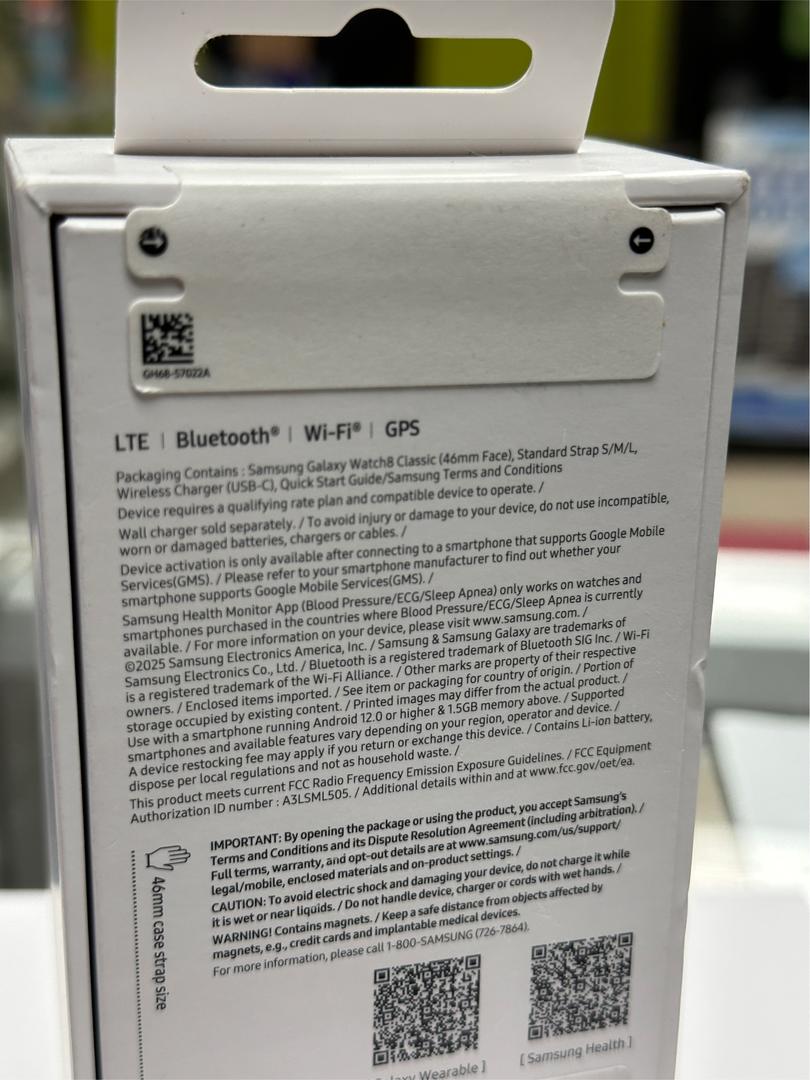 GH68-57022A
LTE | Bluetooth® | Wi-Fi® | GPS
Packaging Contains : Samsung Galaxy Watch8 Classic (46mm Face), Standard Strap S/M/L,
Wireless Charger (USB-C), Quick Start Guide/Samsung Terms and Conditions
Device requires a qualifying rate plan and compatible device to operate. /
Wall charger sold separately. / To avoid injury or damage to your device, do not use incompatible,
worn or damaged batteries, chargers or cables. /
Device activation is only available after connecting to a smartphone that supports Google Mobile
Services(GMS). / Please refer to your smartphone manufacturer to find out whether your
smartphone supports Google Mobile Services(GMS). /
Samsung Health Monitor App (Blood Pressure/ECG/Sleep Apnea) only works on watches and
smartphones purchased in the countries where Blood Pressure/ECG/Sleep Apnea is currently
available. / For more information on your device, please visit www.samsung.com. /
©2025 Samsung Electronics America, Inc. / Samsung & Samsung Galaxy are trademarks of
Samsung Electronics Co., Ltd. / Bluetooth is a registered trademark of Bluetooth SIG Inc. / Wi-Fi
is a registered trademark of the Wi-Fi Alliance. / Other marks are property of their respective
owners. / Enclosed items imported. / See item or packaging for country of origin. / Portion of
storage occupied by existing content. / Printed images may differ from the actual product. /
Use with a smartphone running Android 12.0 or higher & 1.5GB memory above. / Supported
smartphones and available features vary depending on your region, operator and device. /
A device restocking fee may apply if you return or exchange this device. / Contains Li-ion battery,
dispose per local regulations and not as household waste. /
This product meets current FCC Radio Frequency Emission Exposure Guidelines. / FCC Equipment
Authorization ID number : A3LSML505. / Additional details within and at www.fcc.gov/oet/ea.
IMPORTANT: By opening the package or using the product, you accept Samsung's
Terms and Conditions and its Dispute Resolution Agreement (including arbitration). /
Full terms, warranty, and opt-out details are at www.samsung.com/us/support/
legal/mobile, enclosed materials and on-product settings. /
CAUTION: To avoid electric shock and damaging your device, do not charge it while
it is wet or near liquids. / Do not handle device, charger or cords with wet hands. /
WARNING! Contains magnets. / Keep a safe distance from objects affected by
magnets, e.g., credit cards and implantable medical devices.
For more information, please call 1-800-SAMSUNG (726-7864).
46mm case strap size
Wearable ]
[ Samsung Health ]